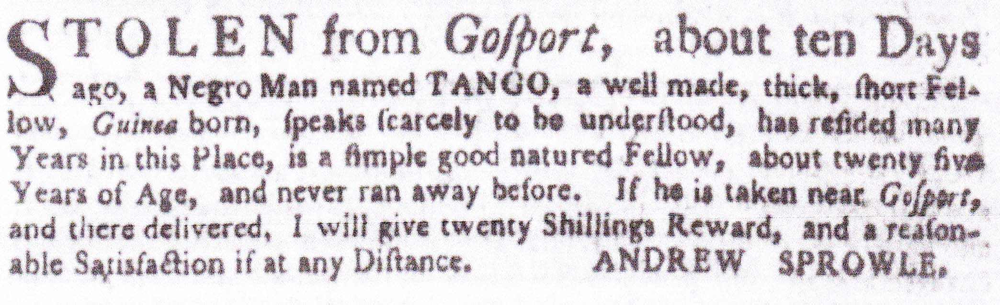 STOLEN from Goſport, about ten Days
ago, a Negro Man named TANGO, a well made, thick, ſhort Fel-
low, Guinea born, ſpeaks ſcarcely to be underſtood, has reſided many
Years in this Place, is a ſimple good natured Fellow, about twenty five
Years of Age, and never ran away before. If he is taken near Goſport,
and there delivered, I will give twenty Shillings Reward, and a reaſon-
able Satisſaction if at any Diſtance. ANDREW SPROWLE.